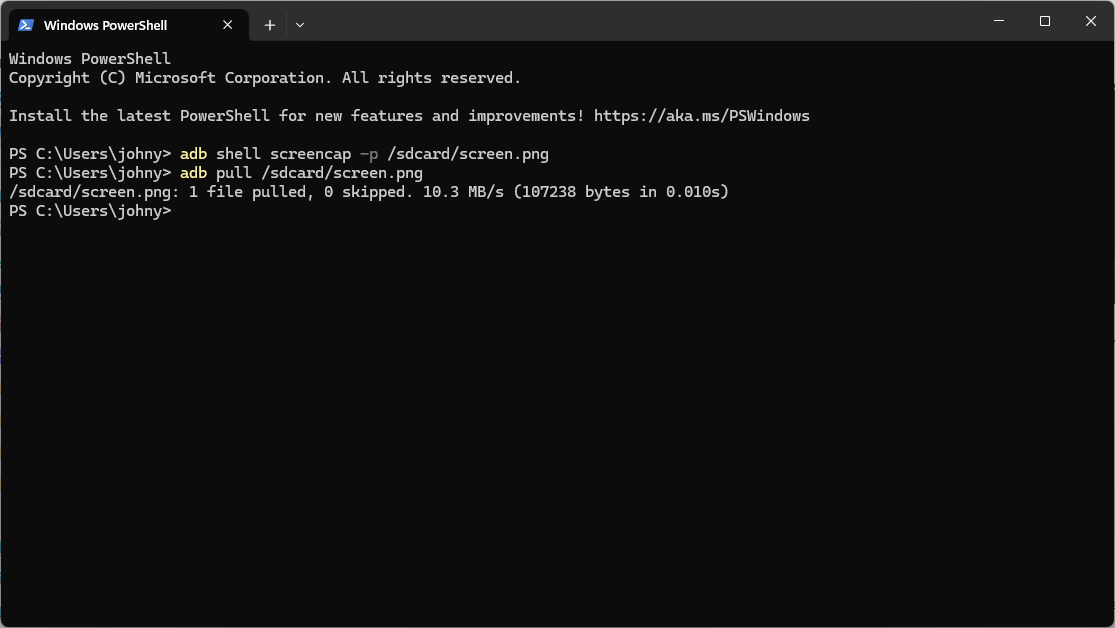 Windows PowerShell
Windows PowerShell
Copyright (C) Microsoft Corporation. All rights reserved.
Install the latest PowerShell for new features and improvements! https://aka.ms/PSWindows
PS C:\Users\johny> adb shell screencap -p /sdcard/screen.png
PS C:\Users\johny> adb pull /sdcard/screen.png
/sdcard/screen.png: 1 file pulled, 0 skipped. 10.3 MB/s (107238 bytes in 0.010s)
PS C:\Users\johny>